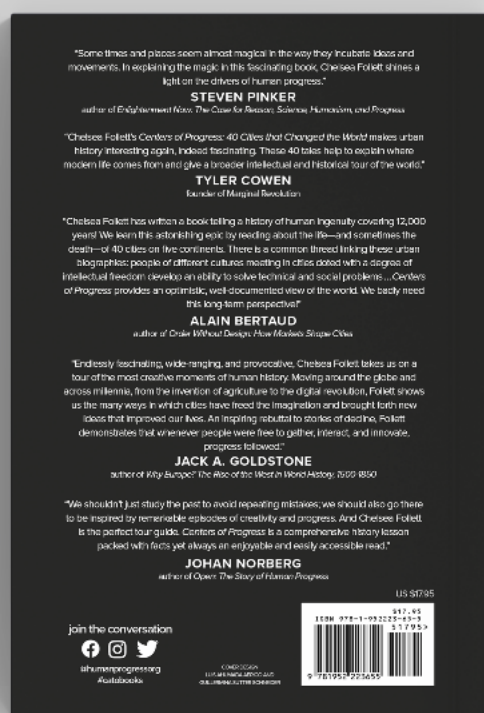 "Some times and places seem almost magical in the way they incubate ideas and
movements. In explaining the magic in this fascinating book, Chelsea Follett shines a
light on the drivers of human progress."
STEVEN PINKER
author of Enlightenment Now: The Case for Reason, Science, Humanism, and Progress
"Chelsea Follett's Centers of Progress: 40 Cities that Changed the World makes urban
history interesting again, indeed fascinating. These 40 tales help to explain where
modern life comes from and give a broader intellectual and historical tour of the world."
TYLER COWEN
founder of Marginal Revolution
"Chelsea Follett has written a book telling a history of human ingenuity covering 12,000
years! We learn this astonishing epic by reading about the life—and sometimes the
death—of 40 cities on five continents. There is a common thread linking these urban
biographies: people of different cultures meeting in cities doted with a degree of
intellectual freedom develop an ability to solve technical and social problems...Centers
of Progress provides an optimistic, well-documented view of the world. We badly need
this long-term perspective!"
ALAIN BERTAUD
author of Order Without Design: How Markets Shape Cities
"Endlessly fascinating, wide-ranging, and provocative, Chelsea Follett takes us on a
tour of the most creative moments of human history. Moving around the globe and
across millennia, from the invention of agriculture to the digital revolution, Follett shows
us the many ways in which cities have freed the imagination and brought forth new
ideas that improved our lives. An inspiring rebuttal to stories of decline, Follett
demonstrates that whenever people were free to gather, interact, and innovate,
progress followed."
JACK A. GOLDSTONE
author of Why Europe? The Rise of the West in World History, 1500-1850
"We shouldn't just study the past to avoid repeating mistakes; we should also go there
to be inspired by remarkable episodes of creativity and progress. And Chelsea Follett
is the perfect tour guide. Centers of Progress is a comprehensive history lesson
packed with facts yet always an enjoyable and easily accessible read."
JOHAN NORBERG
author of Open: The Story of Human Progress
US $17.95
$17.95
ISBN 978-1-952223-65-5
51795>
9 781952 223655
join the conversation
@humanprogressorg
#catobooks
COVER DESIGN: